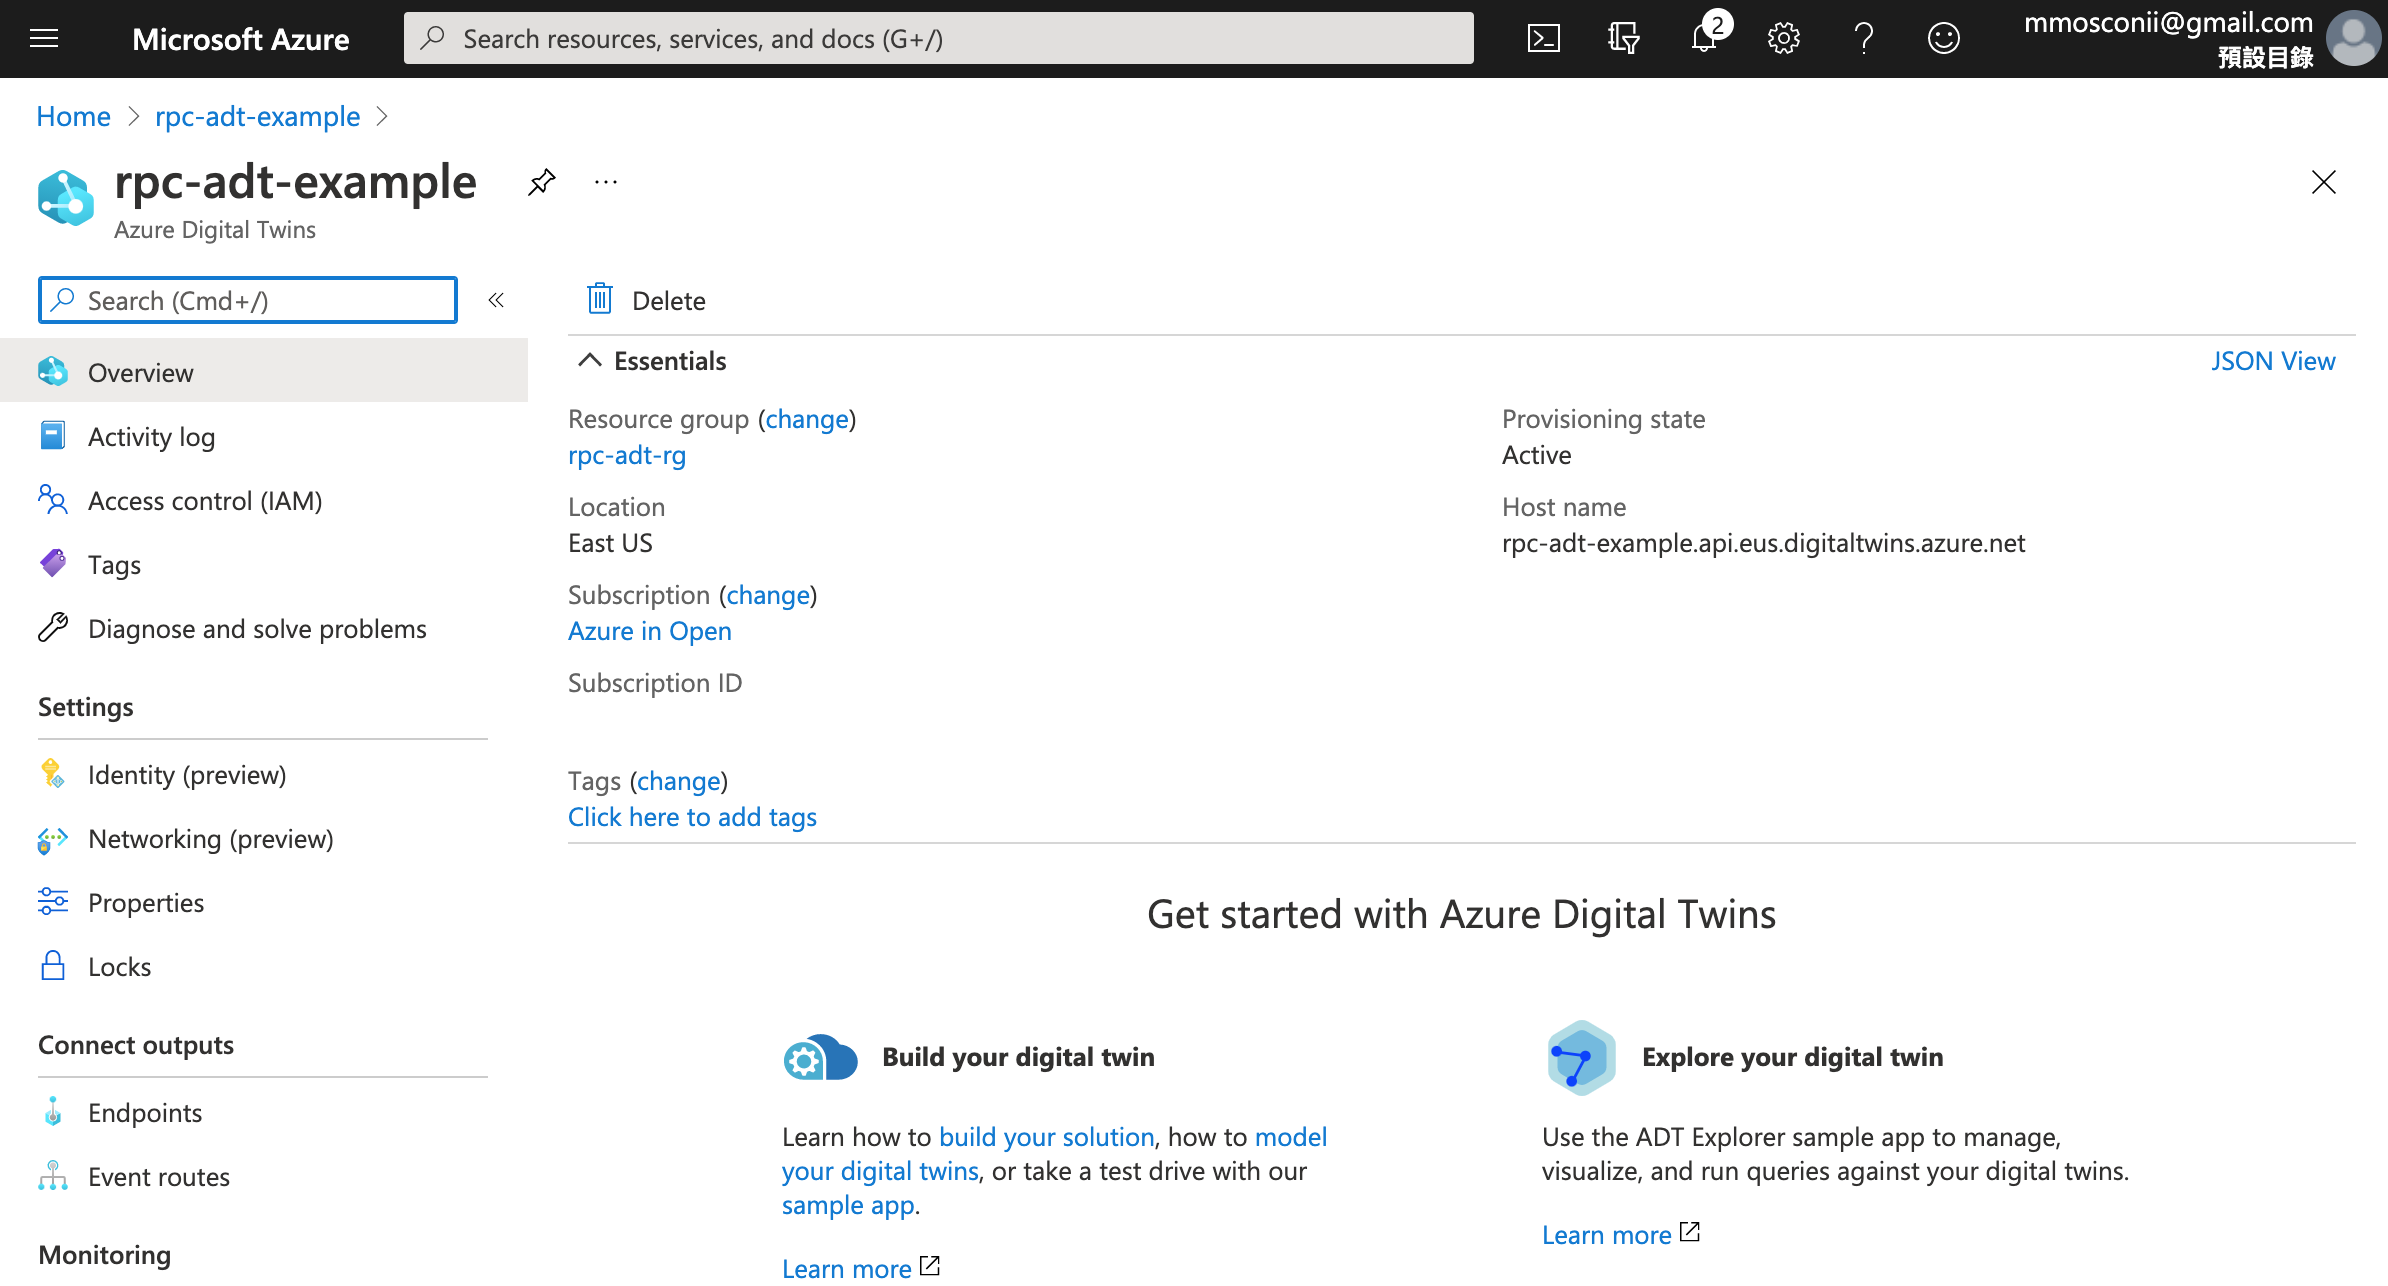 Microsoft Azure
Search resources, services, and docs (G+/)
2
mmosconii@gmail.com
預設目錄
Home > rpc-adt-example >
rpc-adt-example
...
Azure Digital Twins
Search (Cmd+/)
«
Overview
Activity log
Access control (IAM)
Tags
Diagnose and solve problems
Settings
Identity (preview)
Networking (preview)
Properties
Locks
Connect outputs
Endpoints
Event routes
Monitoring
Delete
Essentials
JSON View
Resource group (change)
rpc-adt-rg
Location
East US
Subscription (change)
Azure in Open
Subscription ID
Provisioning state
Active
Host name
rpc-adt-example.api.eus.digitaltwins.azure.net
Tags (change)
Click here to add tags
Get started with Azure Digital Twins
Build your digital twin
Learn how to build your solution, how to model
your digital twins, or take a test drive with our
sample app.
Learn more
Explore your digital twin
Use the ADT Explorer sample app to manage,
visualize, and run queries against your digital twins.
Learn more